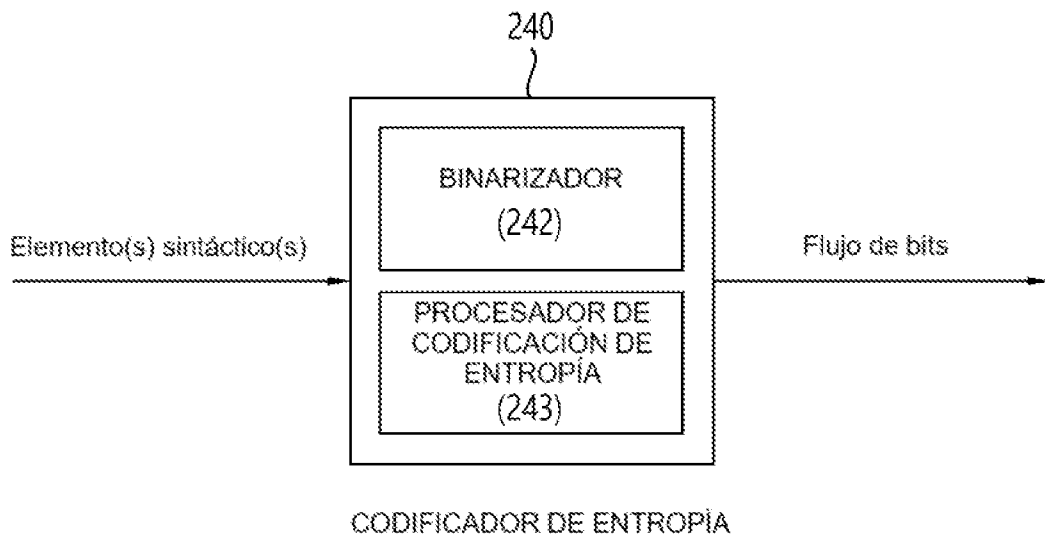 240
BINARIZADOR
(242)
Elemento(s) sintáctico(s)
Flujo de bits
PROCESADOR DE
CODIFICACIÓN DE
ENTROPÍA
(243)
CODIFICADOR DE ENTROPÍA